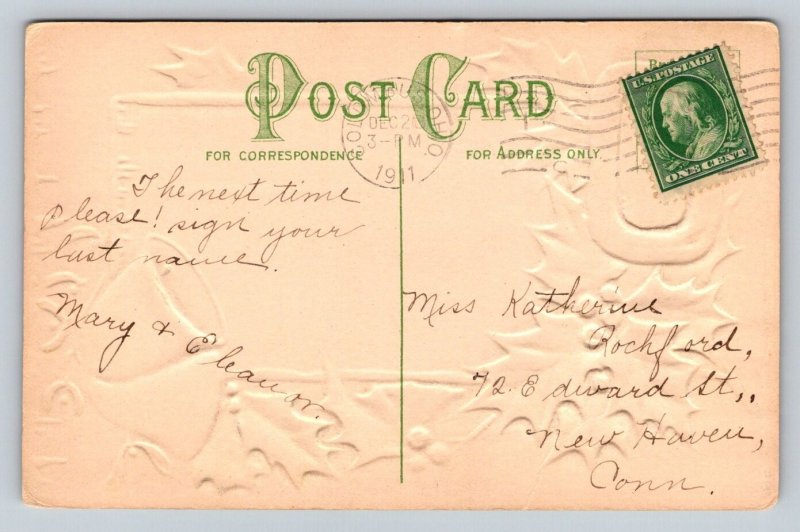 POST CARD
FOR CORRESPONDENCE
FOR ADDRESS ONLY.
DEC 26
3-PM
1911
U.S. POSTAGE
ONE CENT
The next time
please! sign your
last name.
Mary & Eleanor.
Miss Katherine
Rochford,
72. Edward St.,
New Haven,
Conn.